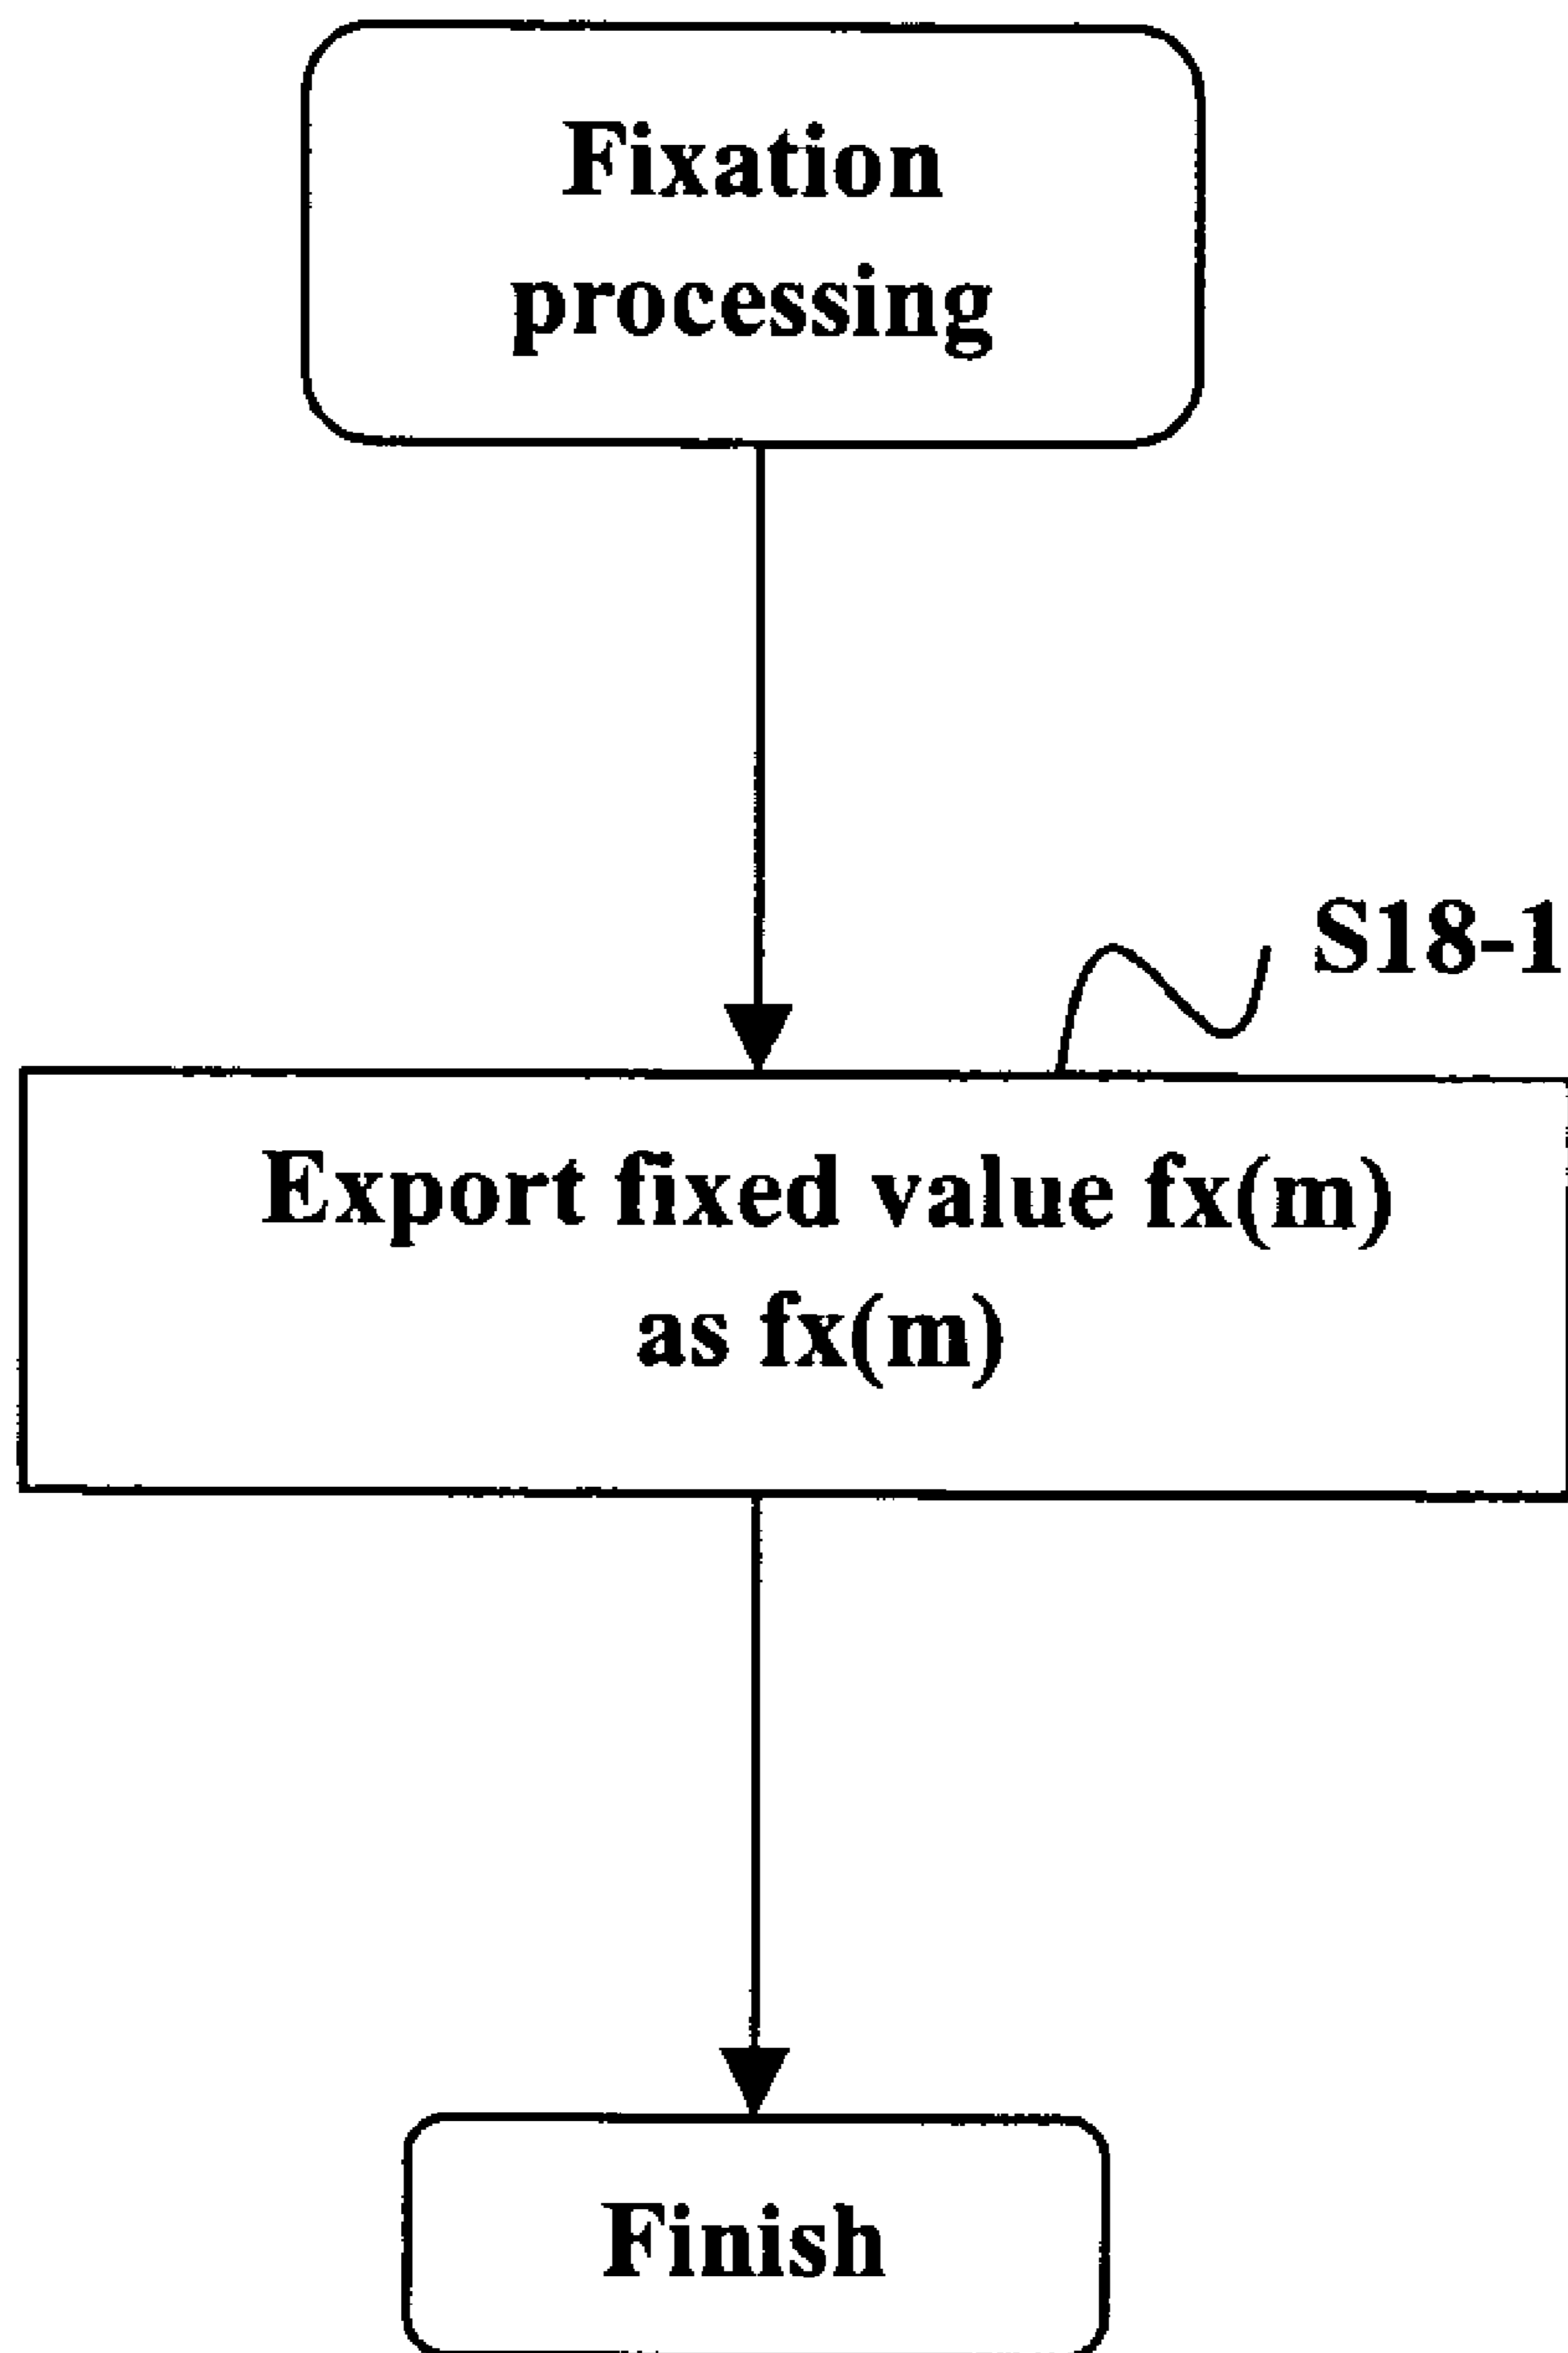 Fixation
processing
S18-1
Export fixed value fx(m)
as fx(m)
Finish